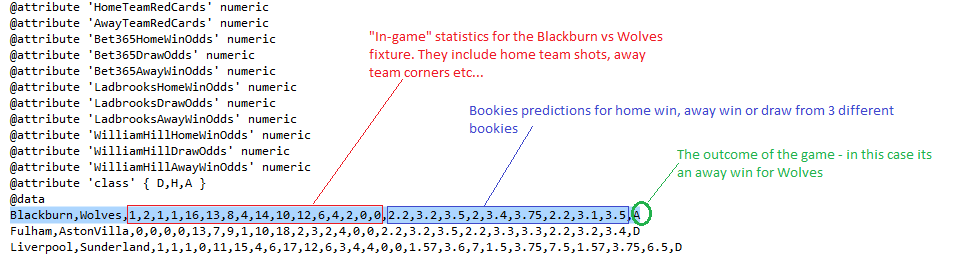 @attribute 'HomeTeamRedCards' numeric
@attribute 'AwayTeamRedCards' numeric
@attribute 'Bet365HomeWinOdds' numeric
@attribute 'Bet365DrawOdds' numeric
@attribute 'Bet365AwayWinOdds' numeric
@attribute 'LadbrooksHomeWinOdds' numeric
@attribute 'LadbrooksDrawOdds' numeric
@attribute 'LadbrooksAwayWinOdds' numeric
@attribute 'WilliamHillHomeWinOdds' numeric
@attribute 'WilliamHillDrawOdds' numeric
@attribute 'WilliamHillAwayWinOdds' numeric
@attribute 'class' { D,H,A }
@data
Blackburn,Wolves,1,2,1,1,16,13,8,4,14,10,12,6,4,2,0,0,2.2,3.2,3.5,2,3.4,3.75,2.2,3.1,3.5,A
Fulham,AstonVilla,0,0,0,0,13,7,9,1,10,18,2,3,2,4,0,0,2.2,3.2,3.5,2.2,3.3,3.3,2.2,3.2,3.4,D
Liverpool,Sunderland,1,1,1,0,11,15,4,6,17,12,6,3,4,4,0,0,1.57,3.6,7,1.5,3.75,7.5,1.57,3.75,6.5,D
"In-game" statistics for the Blackburn vs Wolves
fixture. They include home team shots, away
team corners etc...
Bookies predictions for home win, away win or draw from 3 different
bookies
The outcome of the game - in this case its
an away win for Wolves